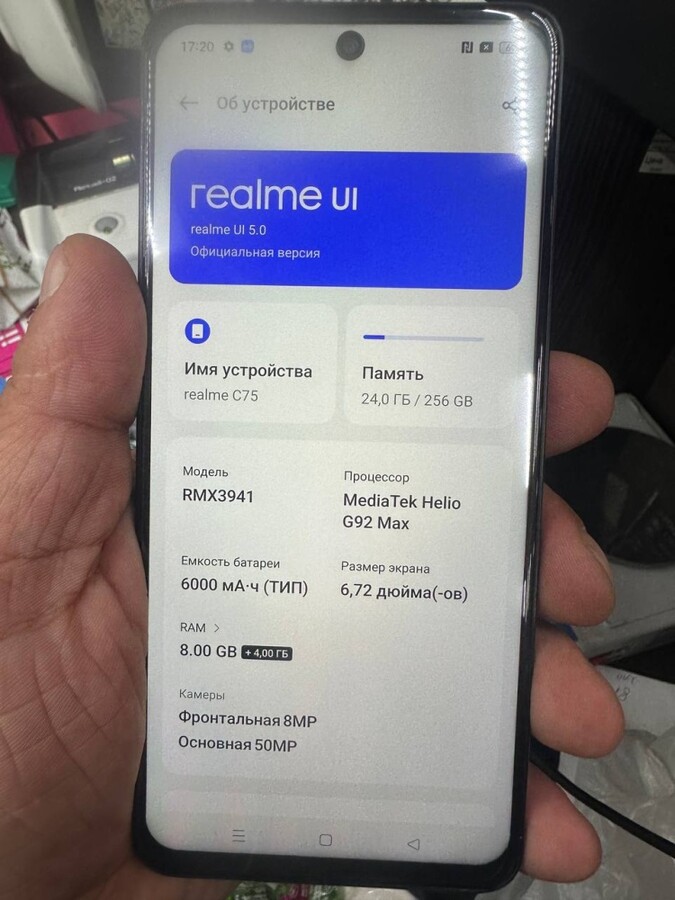 17:20
Об устройстве
realme UI
realme UI 5.0
Официальная версия
Имя устройства
realme C75
Память
24,0 ГБ / 256 GB
Модель
RMX3941
Процессор
MediaTek Helio
G92 Max
Емкость батареи
6000 мА·ч (ТИП)
Размер экрана
6,72 дюйма(-ов)
RAM >
8.00 GB + 4,00 ГБ
Камеры
Фронтальная 8MP
Основная 50MP